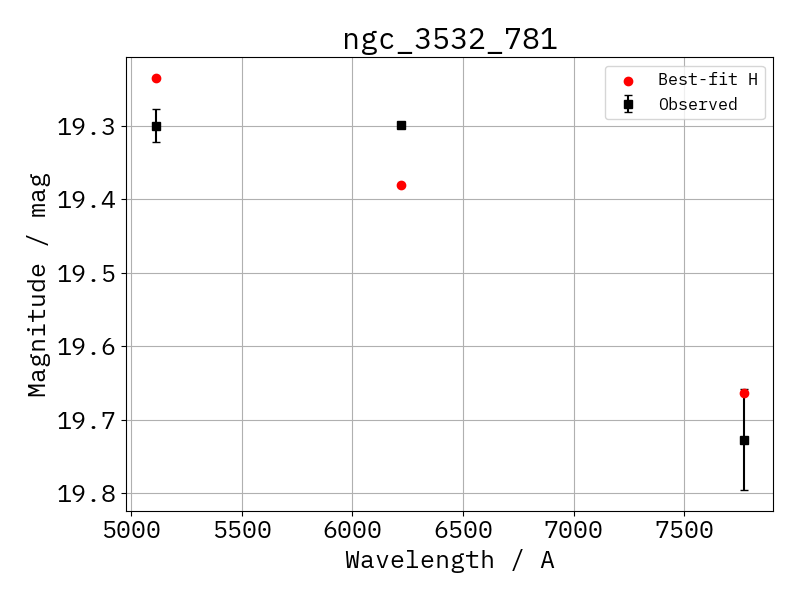 ngc_3532_781
Best-fit H
Observed
19.3
19.4
19.5
19.6
19.7
19.8
Magnitude / mag
5000 5500 6000 6500 7000 7500
Wavelength / A